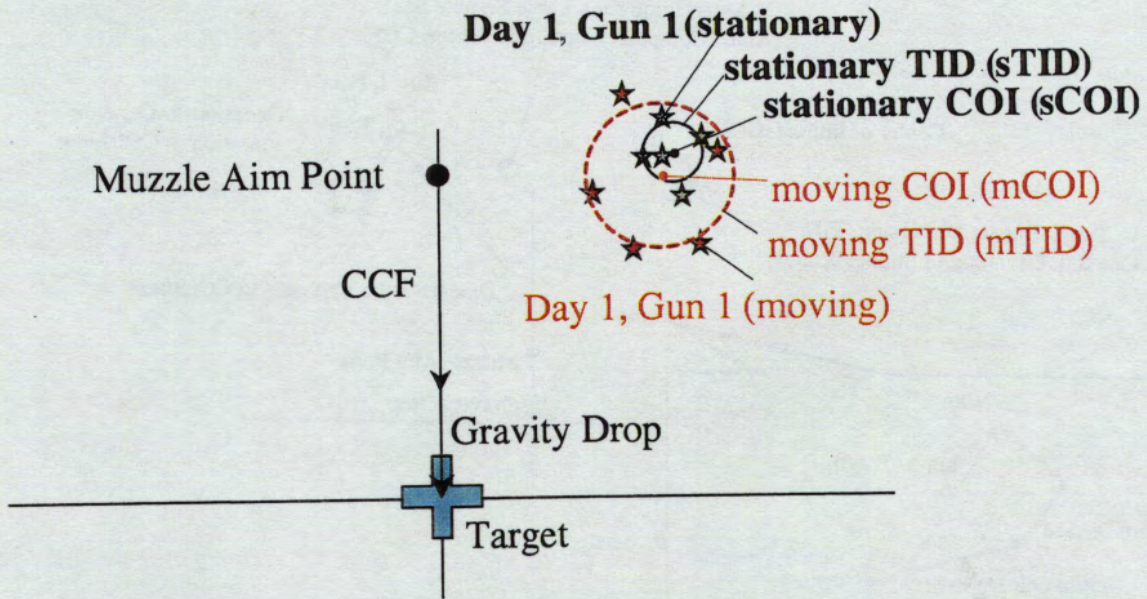 Day 1, Gun 1(stationary)
stationary TID (sTID)
stationary COI (sCOI)
Muzzle Aim Point
moving COI (mCOI)
moving TID (mTID)
CCF
Day 1, Gun 1 (moving)
Gravity Drop
Target